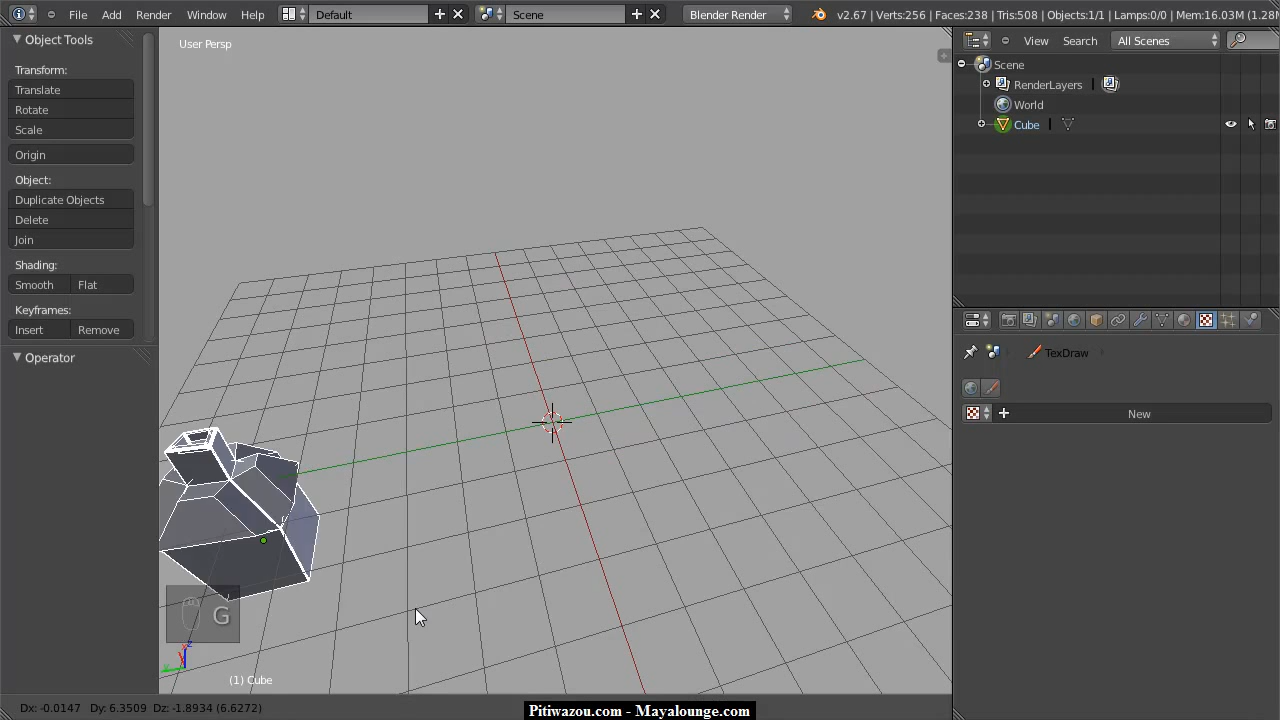 File Add Render Window Help Default Scene Blender Render v2.67 | Verts:256 | Faces:238 | Tris:508 | Objects:1/1 | Lamps:0/0 | Mem:16.03M (1.28M
Object Tools
User Persp
View Search All Scenes
Transform:
Scene
Translate
RenderLayers |
Rotate
World
Scale
Cube |
Origin
Object:
Duplicate Objects
Delete
Join
Shading:
Smooth Flat
Keyframes:
Insert Remove
Operator
TexDraw
New
G
z
y
x
(1) Cube
Dx: -0.0147 Dy: 6.3509 Dz: -1.8934 (6.6272)
Pitiwazou.com - Mayalounge.com